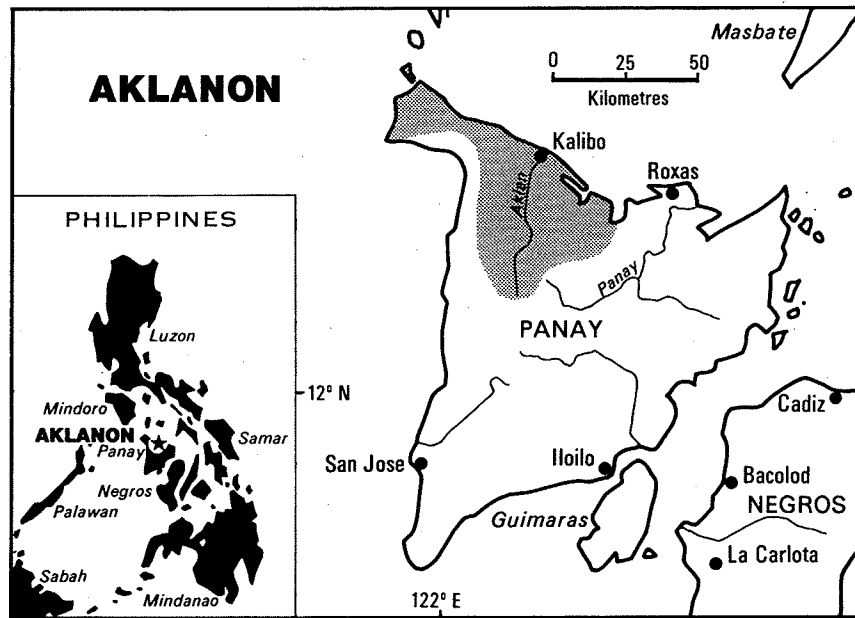 AKLANON
Masbate
0 25 50
Kilometres
Kalibo
Roxas
Aklan
Panay
PANAY
San Jose
Iloilo
Guimaras
Cadiz
Bacolod
NEGROS
La Carlota
12° N
122° E
PHILIPPINES
Luzon
Mindoro
AKLANON
Panay
Samar
Negros
Palawan
Sabah
Mindanao